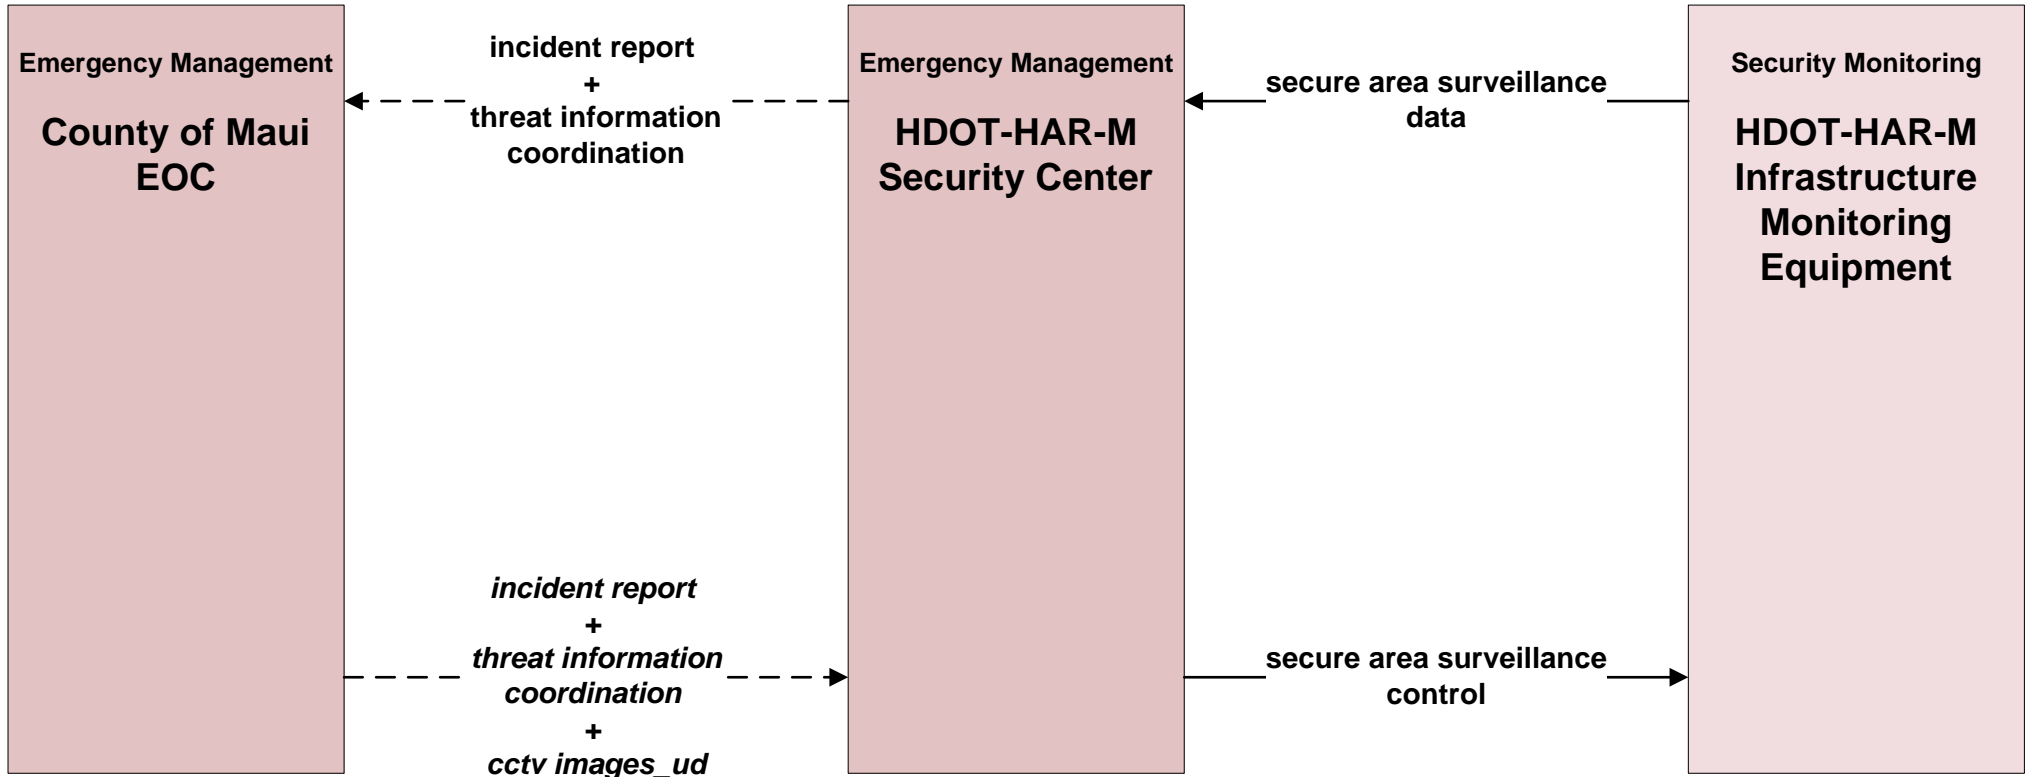 Emergency Management
County of Maui
EOC
incident report
+
threat information
coordination
Emergency Management
HDOT-HAR-M
Security Center
secure area surveillance
data
Security Monitoring
HDOT-HAR-M
Infrastructure
Monitoring
Equipment
incident report
+
threat information
coordination
+
cctv images_ud
secure area surveillance
control